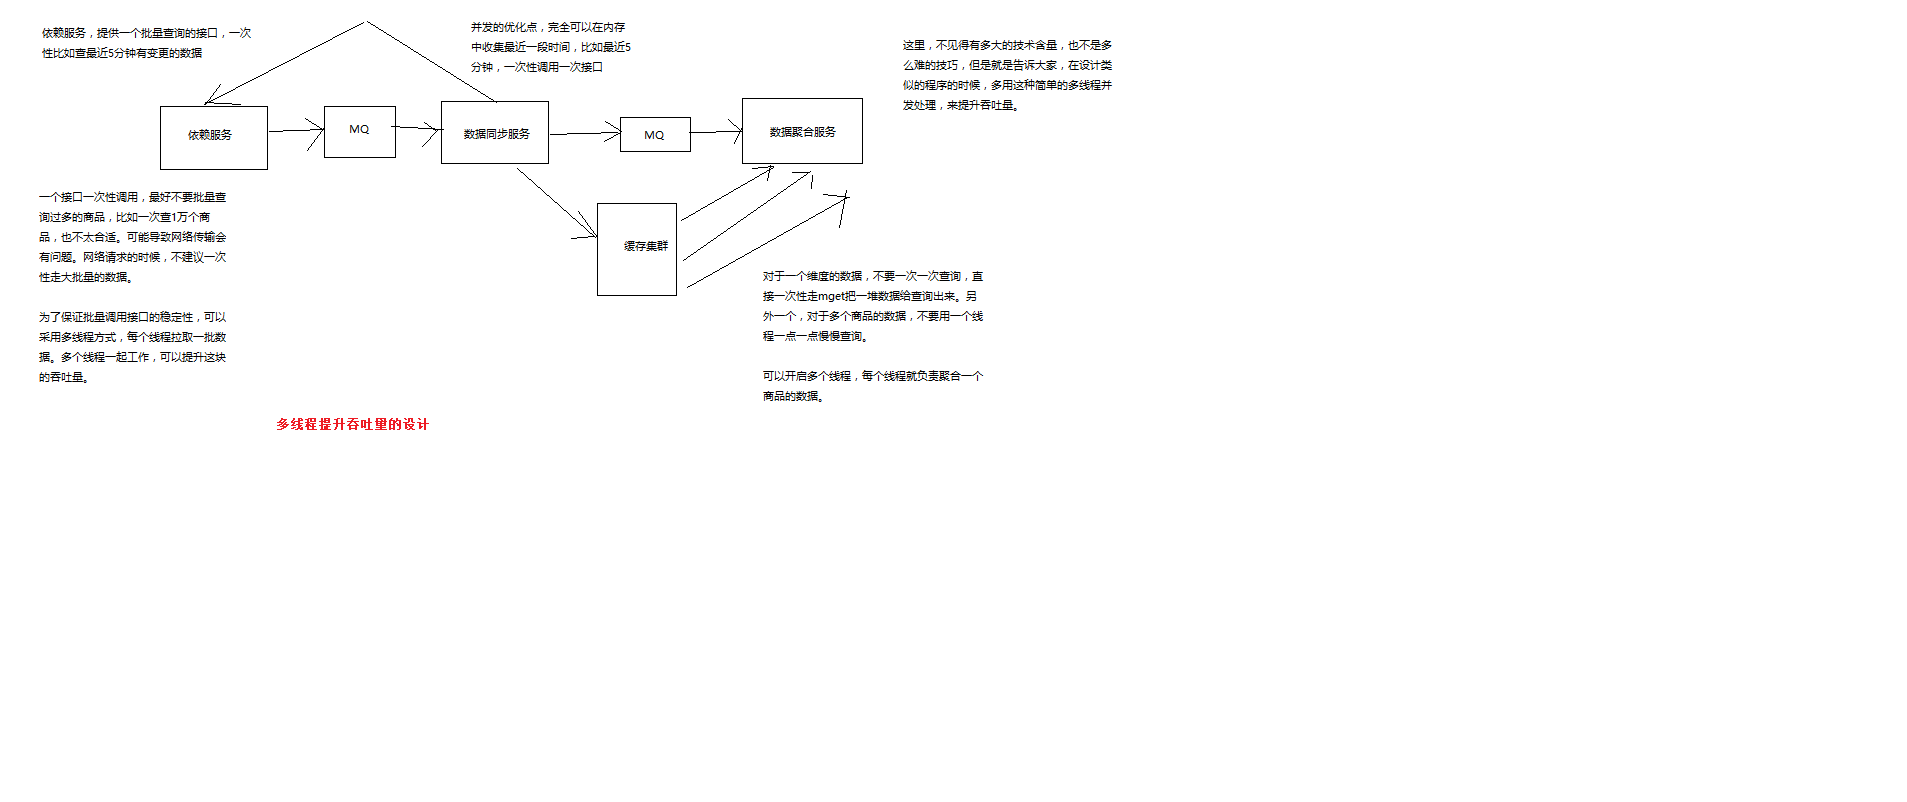 依赖服务，提供一个批量查询的接口，一次
性比如查最近5分钟有变更的数据
并发的优化点，完全可以在内存
中收集最近一段时间，比如最近5
分钟，一次性调用一次接口
这里，不见得有多大的技术含量，也不是多
么难的技巧，但是就是告诉大家，在设计类
似的程序的时候，多用这种简单的多线程并
发处理，来提升吞吐量。
依赖服务
MQ
数据同步服务
MQ
数据聚合服务
缓存集群
一个接口一次性调用，最好不要批量查
询过多的商品，比如一次查1万个商
品，也不太合适。可能导致网络传输会
有问题。网络请求的时候，不建议一次
性走大批量的数据。
为了保证批量调用接口的稳定性，可以
采用多线程方式，每个线程拉取一批数
据。多个线程一起工作，可以提升这块
的吞吐量。
对于一个维度的数据，不要一次一次查询，直
接一次性走mget把一堆数据给查询出来。另
外一个，对于多个商品的数据，不要用一个线
程一点一点慢慢查询。
可以开启多个线程，每个线程就负责聚合一个
商品的数据。
多线程提升吞吐量的设计